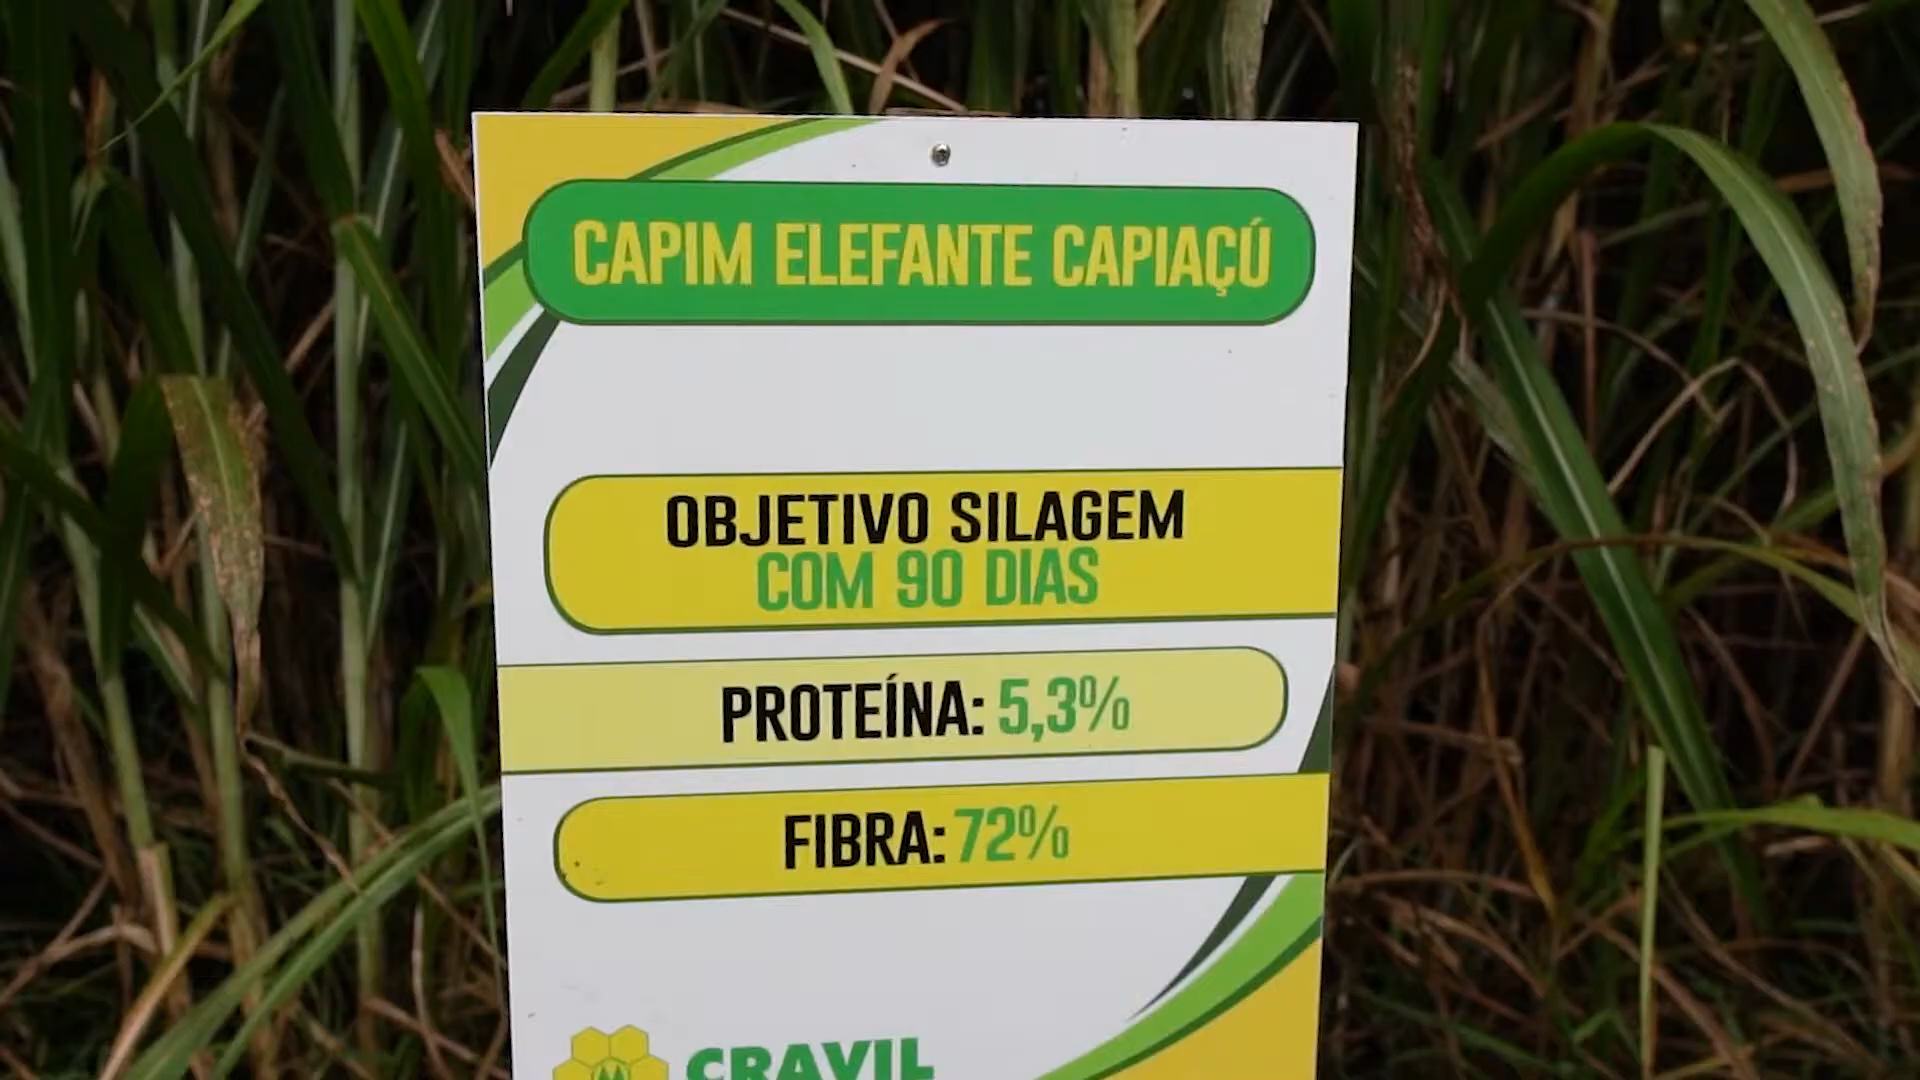 CAPIM ELEFANTE CAPIAÇÚ
OBJETIVO SILAGEM
COM 90 DIAS
PROTEÍNA: 5,3%
FIBRA: 72%
CRAVIL